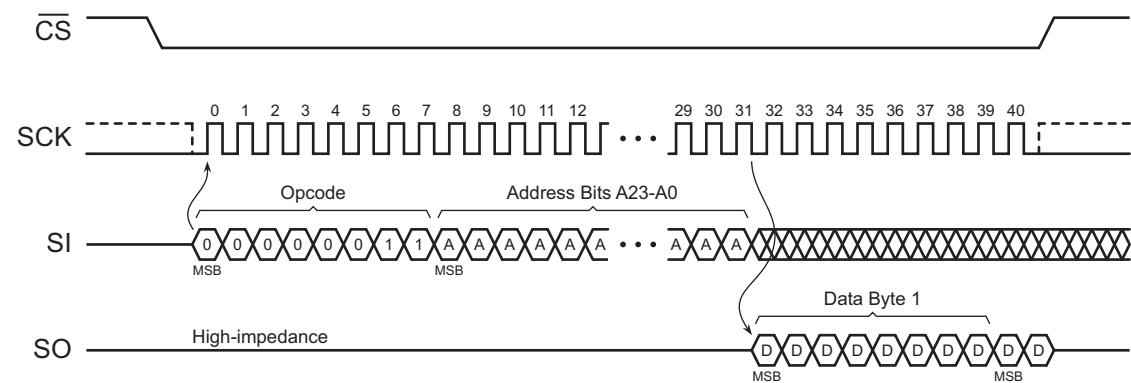 CS
0 1 2 3 4 5 6 7 8 9 10 11 12 29 30 31 32 33 34 35 36 37 38 39 40
SCK
Opcode Address Bits A23-A0
SI 0 0 0 0 0 0 1 1 A A A A A A • • • A A A
MSB MSB
Data Byte 1
High-impedance
SO D D D D D D D D D D
MSB MSB